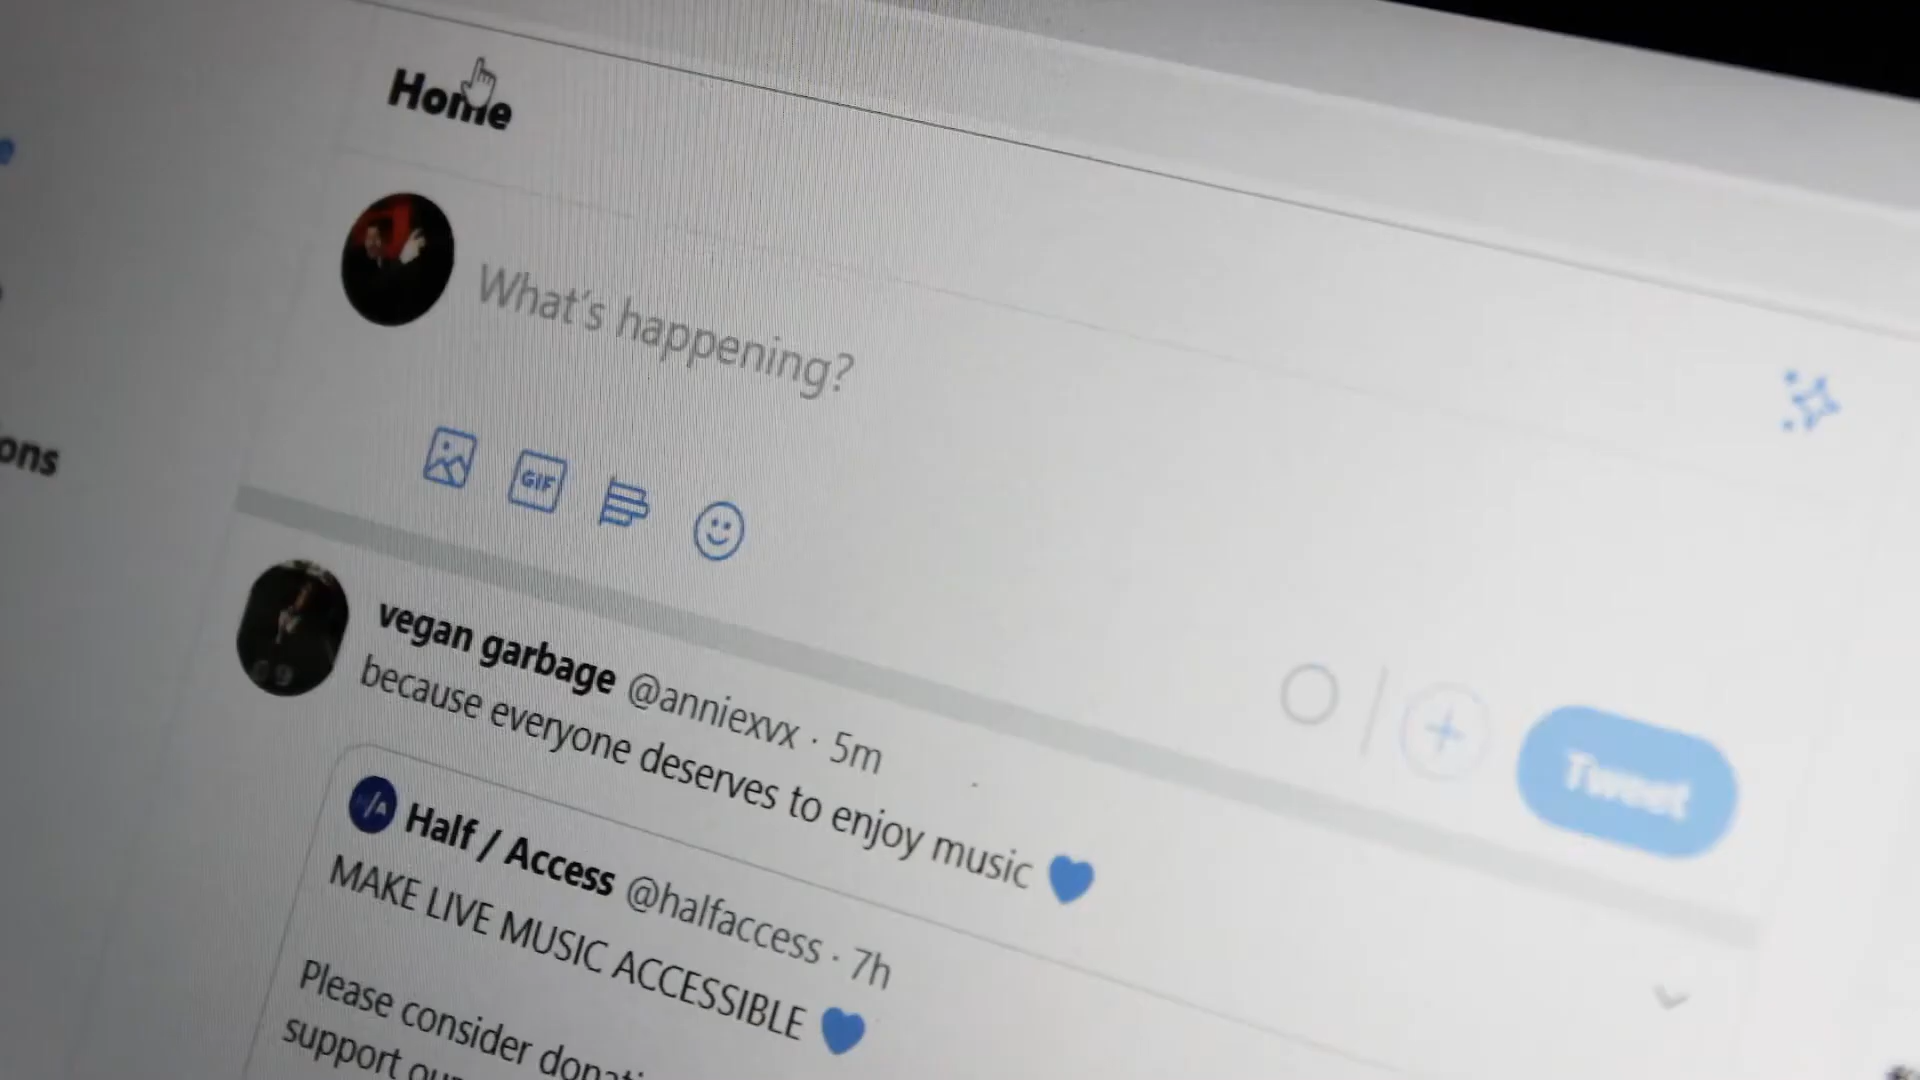 Home
What's happening?
GIF
Tweet
ons
vegan garbage @anniexvx · 5m
because everyone deserves to enjoy music 💙
Half / Access @halfaccess · 7h
MAKE LIVE MUSIC ACCESSIBLE 💙
Please consider
support